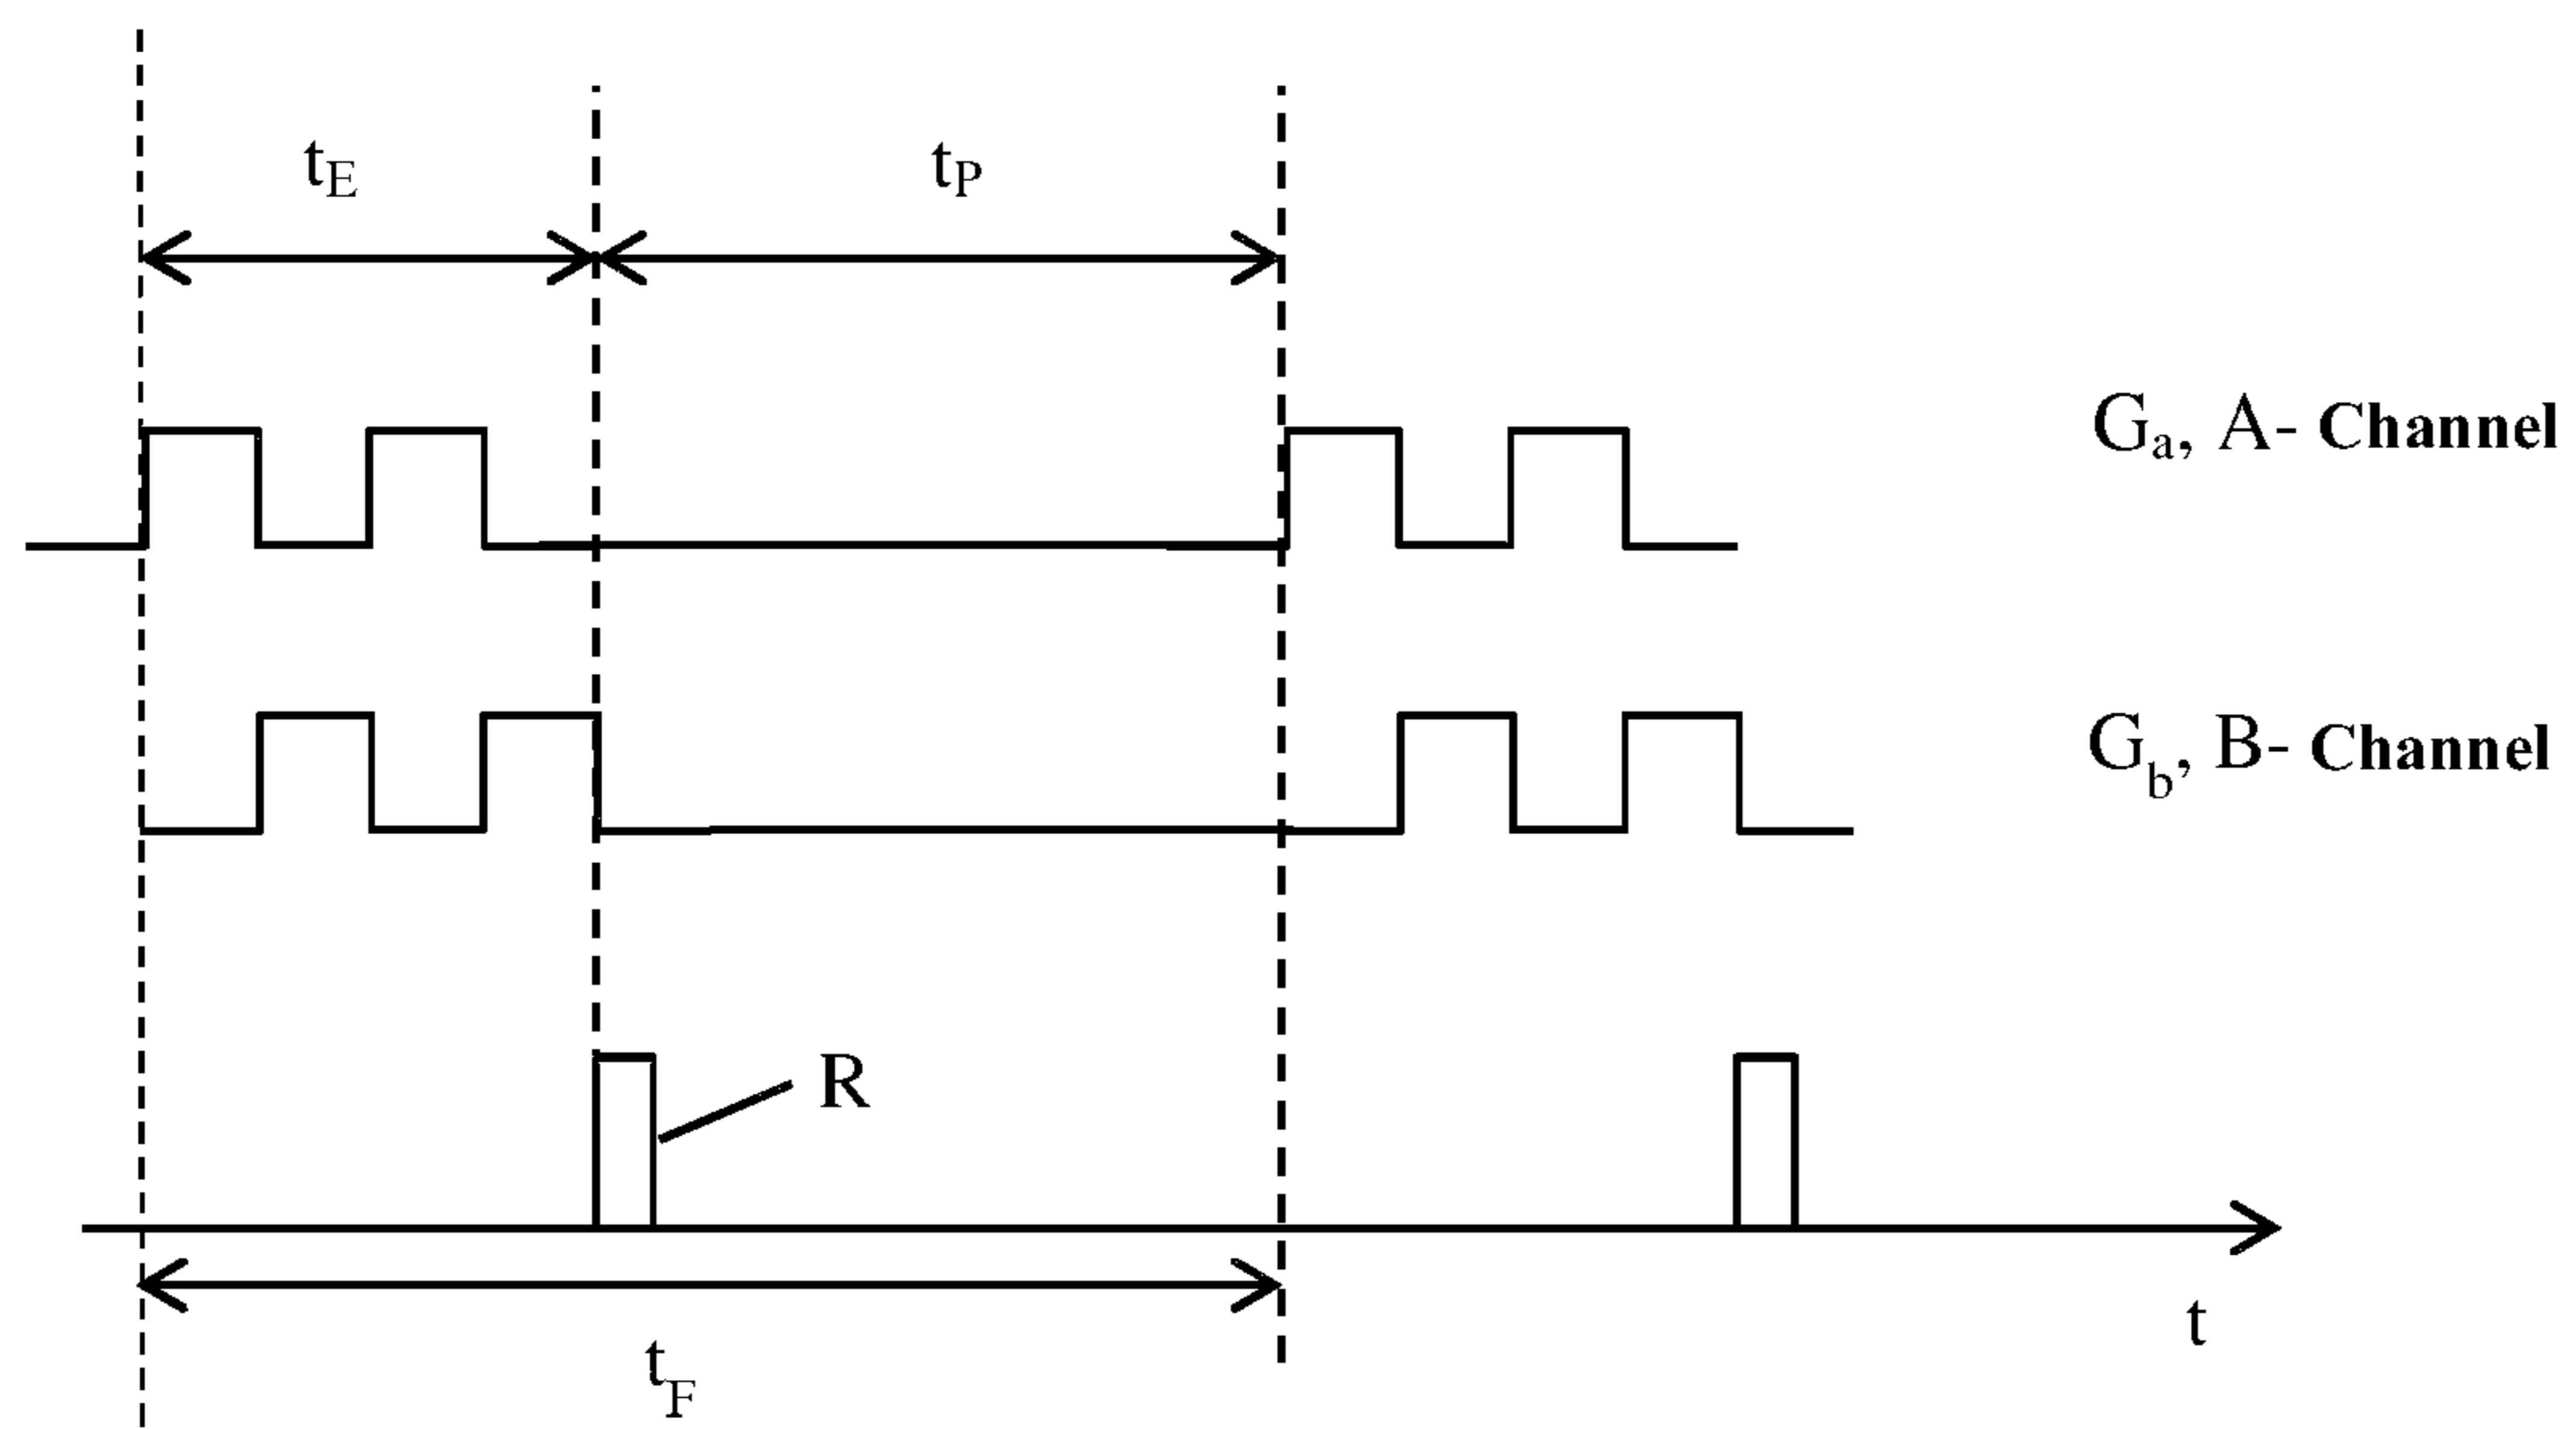 tE
tP
Ga, A- Channel
Gb, B- Channel
R
t
tF